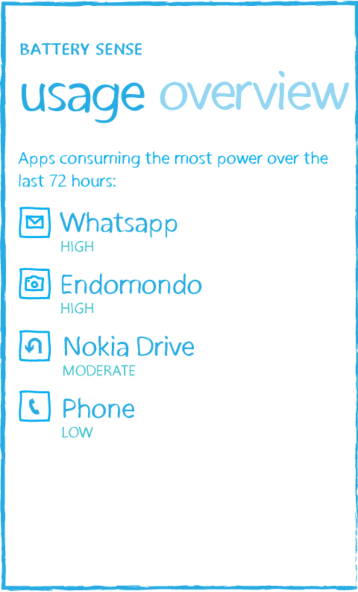 BATTERY SENSE
usage overview
Apps consuming the most power over the
last 72 hours:
Whatsapp
HIGH
Endomondo
HIGH
Nokia Drive
MODERATE
Phone
LOW